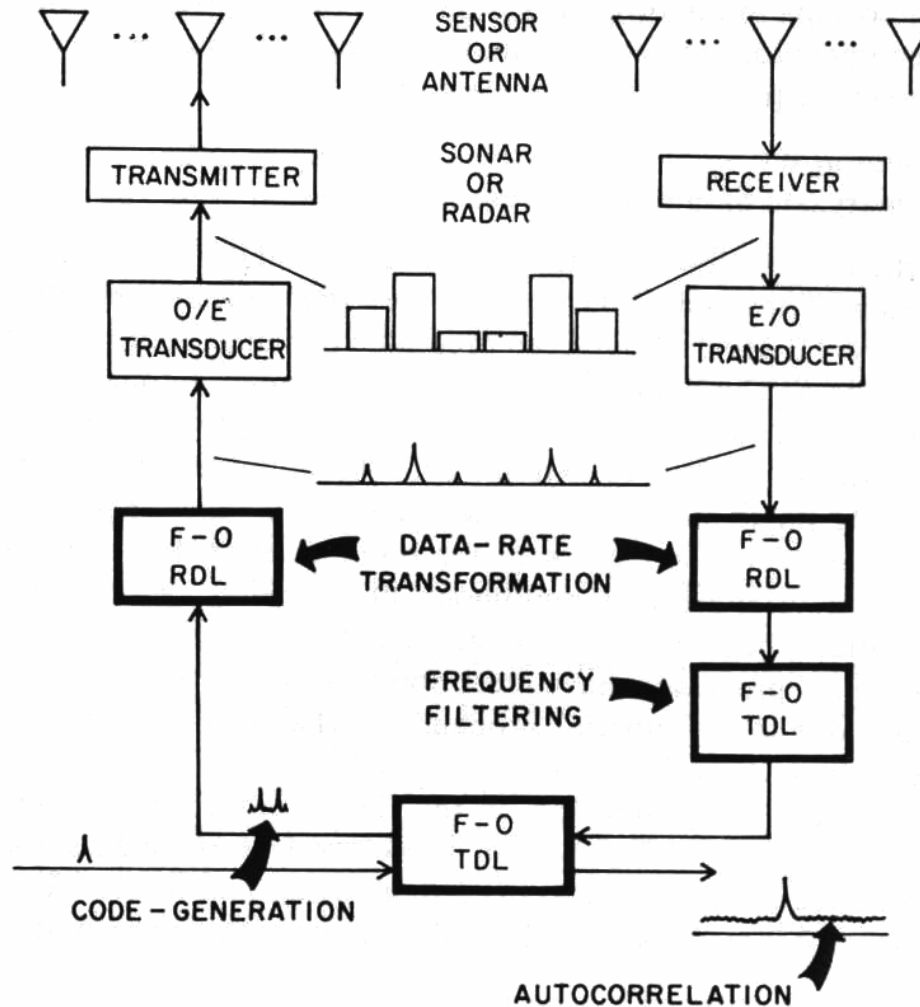 SENSOR
OR
ANTENNA
TRANSMITTER
SONAR
OR
RADAR
RECEIVER
O/E
TRANSDUCER
E/O
TRANSDUCER
F-O
RDL
DATA-RATE
TRANSFORMATION
F-O
RDL
FREQUENCY
FILTERING
F-O
TDL
F-O
TDL
CODE-GENERATION
AUTOCORRELATION